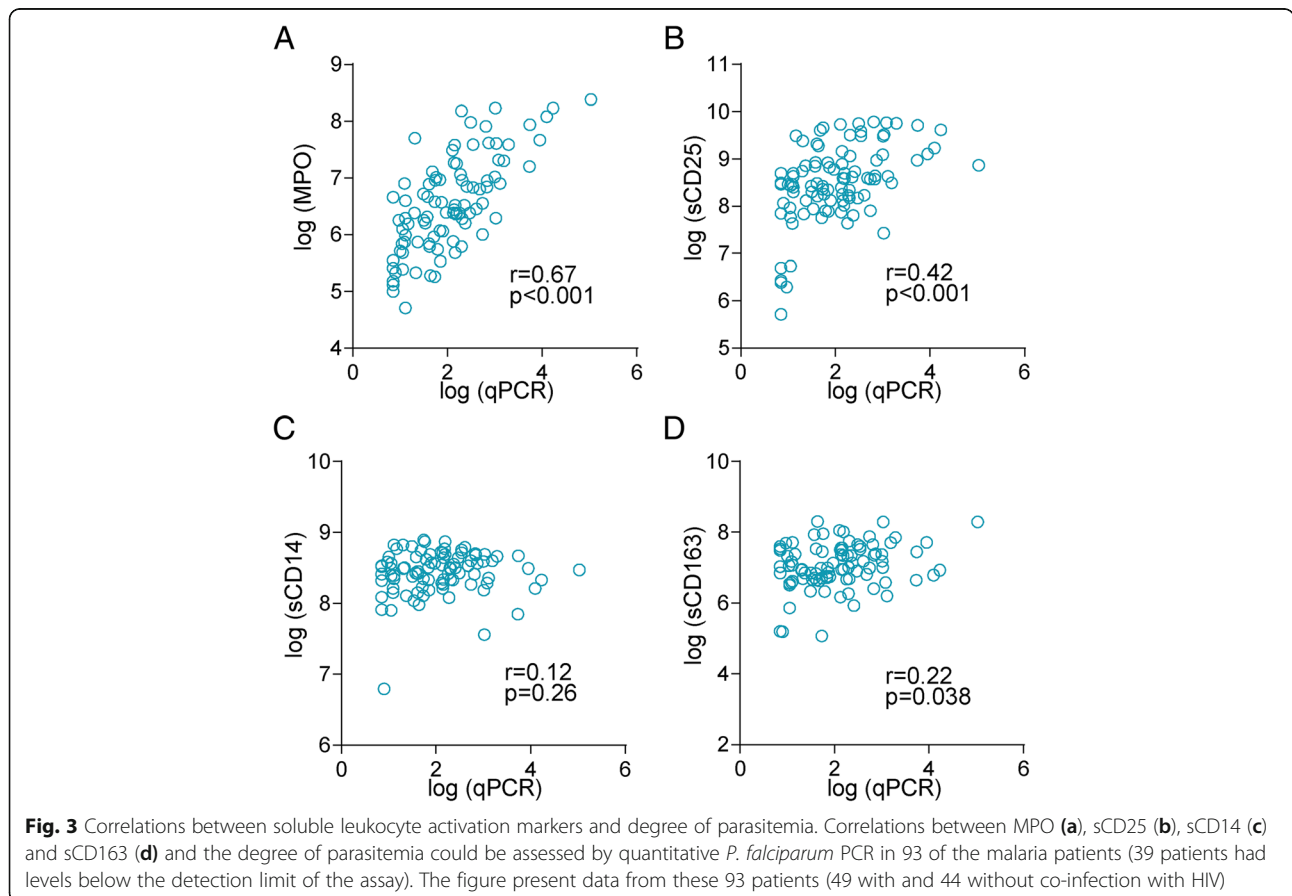 A
9
8
7
6
5
4
0
2
4
6
log (MPO)
log (qPCR)
r=0.67
p<0.001
B
11
10
9
8
7
6
5
0
2
4
6
log (sCD25)
log (qPCR)
r=0.42
p<0.001
C
10
9
8
7
6
0
2
4
6
log (sCD14)
log (qPCR)
r=0.12
p=0.26
D
10
8
6
4
2
0
2
4
6
log (sCD163)
log (qPCR)
r=0.22
p=0.038
Fig. 3 Correlations between soluble leukocyte activation markers and degree of parasitemia. Correlations between MPO (a), sCD25 (b), sCD14 (c)
and sCD163 (d) and the degree of parasitemia could be assessed by quantitative P. falciparum PCR in 93 of the malaria patients (39 patients had
levels below the detection limit of the assay). The figure present data from these 93 patients (49 with and 44 without co-infection with HIV)